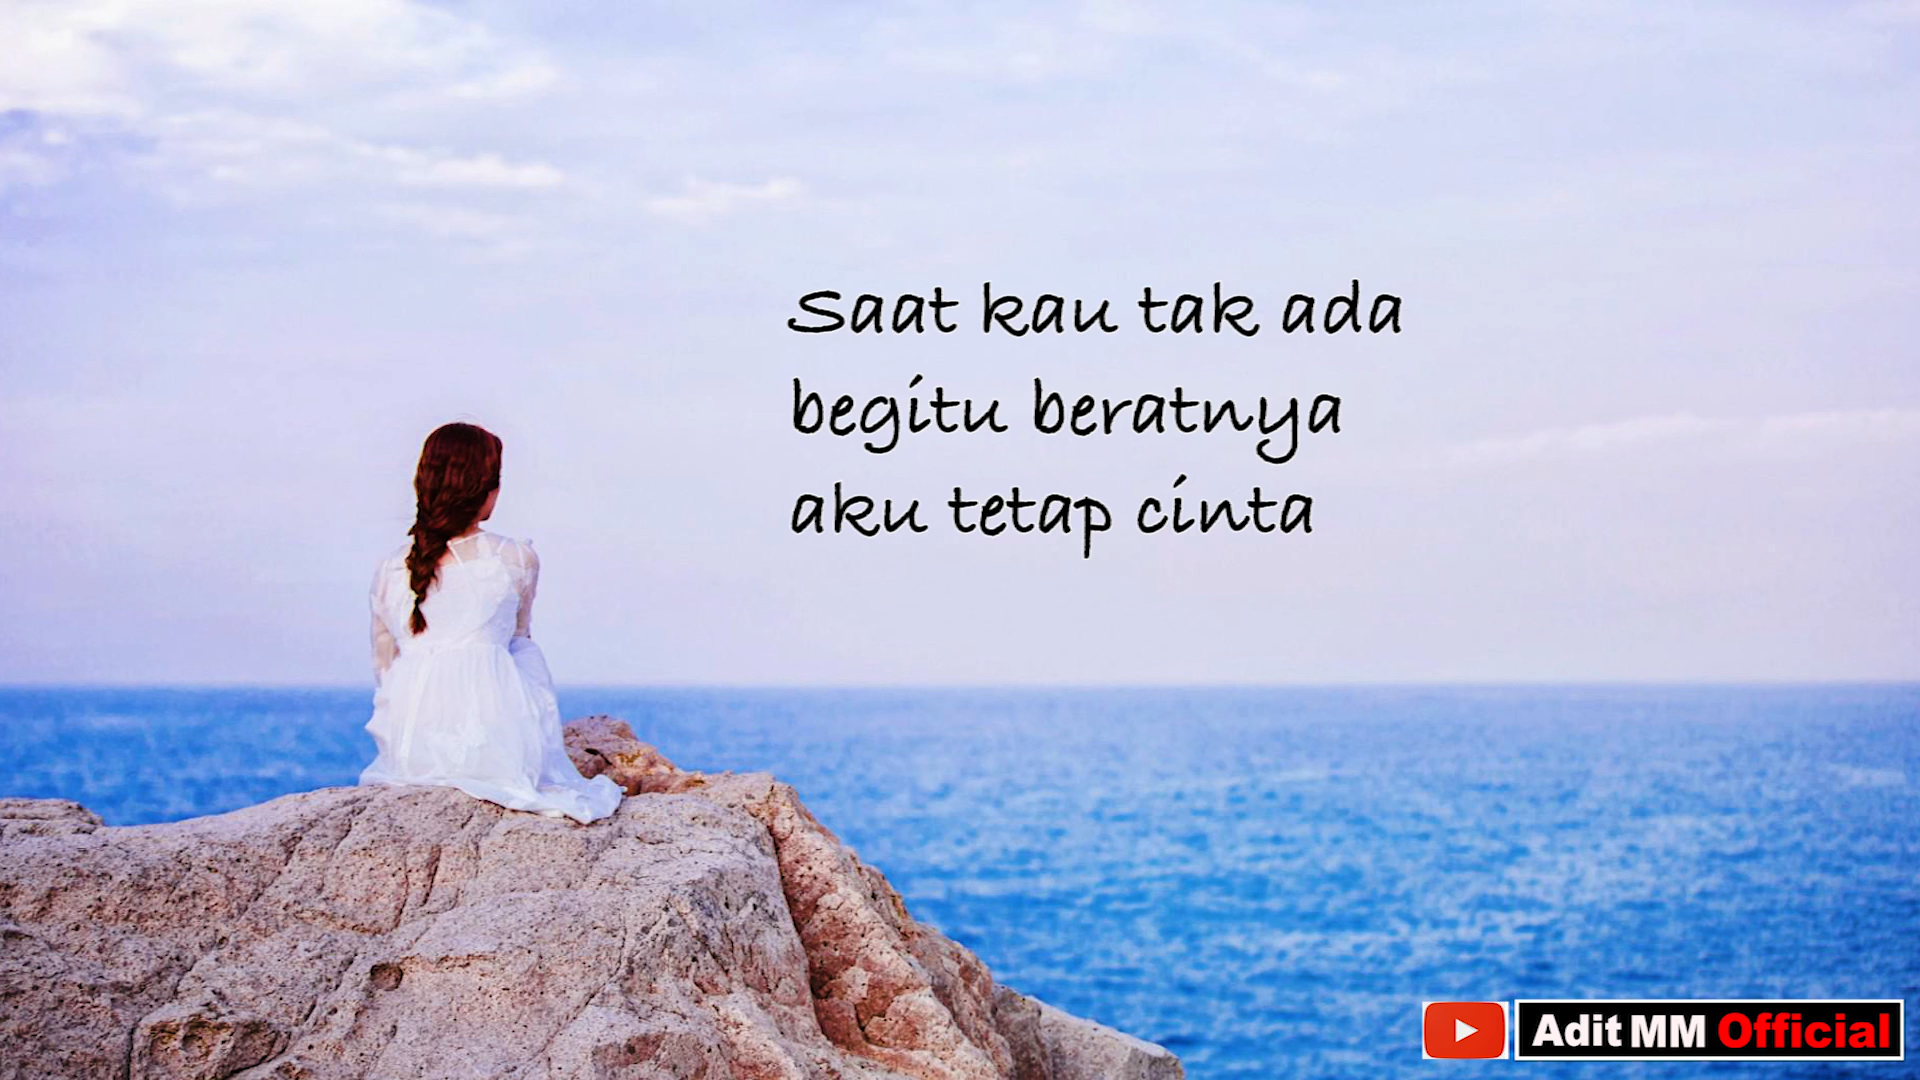 Saat kau tak ada
begitu beratnya
aku tetap cinta
Adit MM Official